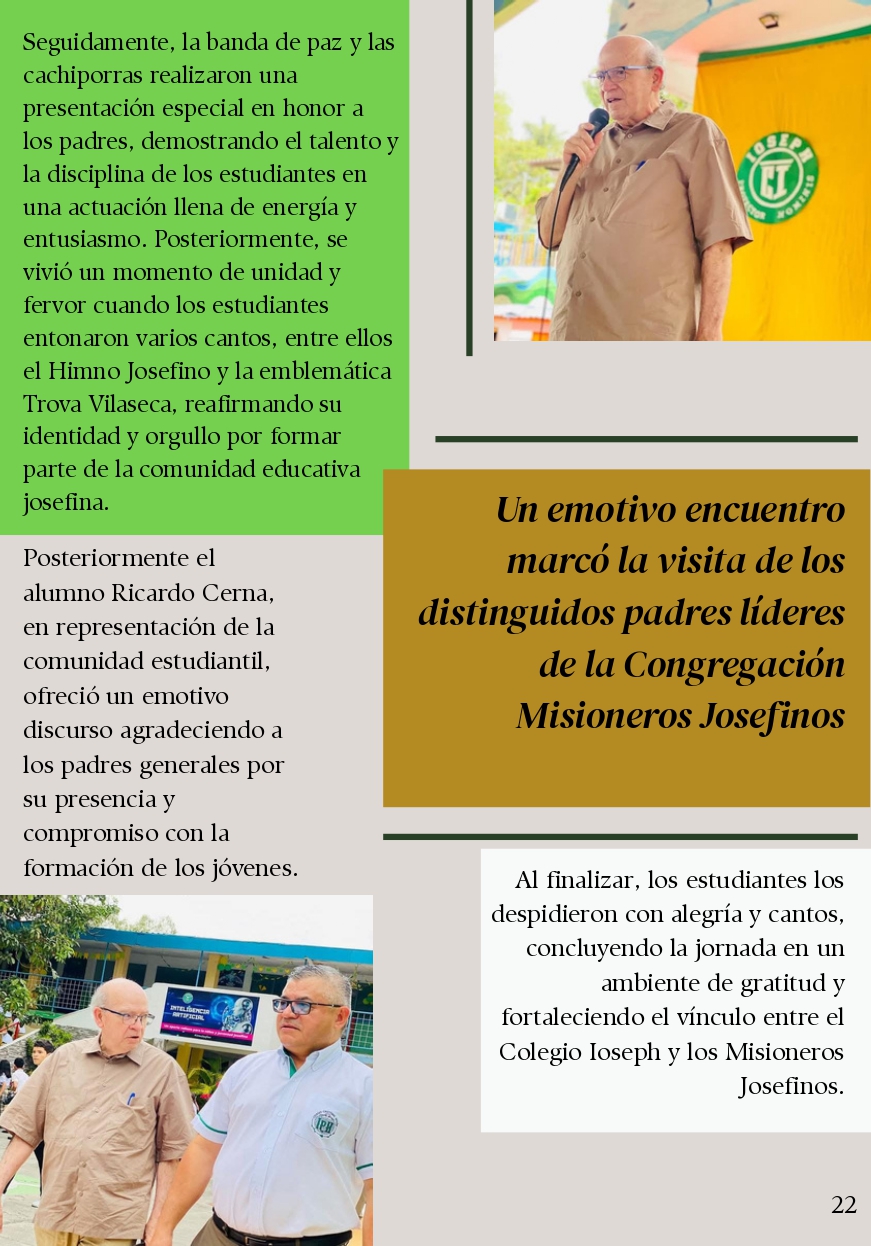 Seguidamente, la banda de paz y las
cachiporras realizaron una
presentación especial en honor a
los padres, demostrando el talento y
la disciplina de los estudiantes en
una actuación llena de energía y
entusiasmo. Posteriormente, se
vivió un momento de unidad y
fervor cuando los estudiantes
entonaron varios cantos, entre ellos
el Himno Josefino y la emblemática
Trova Vilaseca, reafirmando su
identidad y orgullo por formar
parte de la comunidad educativa
josefina.
IOSEPH
CI
HOMINIS
Un emotivo encuentro
marcó la visita de los
distinguidos padres líderes
de la Congregación
Misioneros Josefinos
Posteriormente el
alumno Ricardo Cerna,
en representación de la
comunidad estudiantil,
ofreció un emotivo
discurso agradeciendo a
los padres generales por
su presencia y
compromiso con la
formación de los jóvenes.
INTELIGENCIA
ARTIFICIAL
IPH
Al finalizar, los estudiantes los
despidieron con alegría y cantos,
concluyendo la jornada en un
ambiente de gratitud y
fortaleciendo el vínculo entre el
Colegio Ioseph y los Misioneros
Josefinos.
22